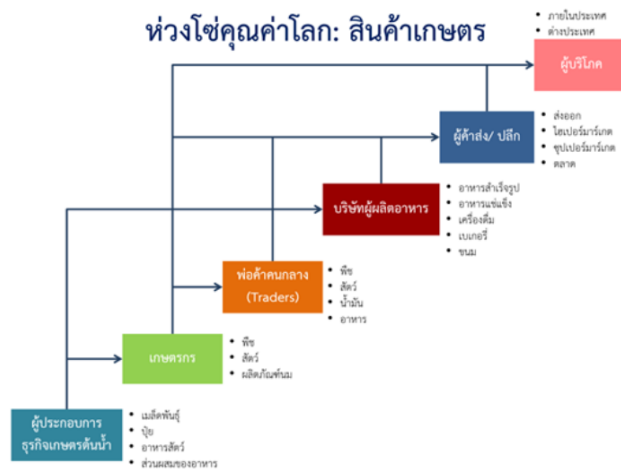 ห่วงโซ่คุณค่าโลก: สินค้าเกษตร
• ภายในประเทศ
• ต่างประเทศ
ผู้บริโภค
ผู้ค้าส่ง/ ปลีก
• ส่งออก
• ไฮเปอร์มาร์เกต
• ซุปเปอร์มาร์เกต
• ตลาด
บริษัทผู้ผลิตอาหาร
• อาหารสำเร็จรูป
• อาหารแช่แข็ง
• เครื่องดื่ม
• เบเกอรี่
• ขนม
พ่อค้าคนกลาง
(Traders)
• พืช
• สัตว์
• น้ำมัน
• อาหาร
เกษตรกร
• พืช
• สัตว์
• ผลิตภัณฑ์นม
ผู้ประกอบการ
ธุรกิจเกษตรต้นน้ำ
• เมล็ดพันธุ์
• ปุ๋ย
• อาหารสัตว์
• ส่วนผสมของอาหาร